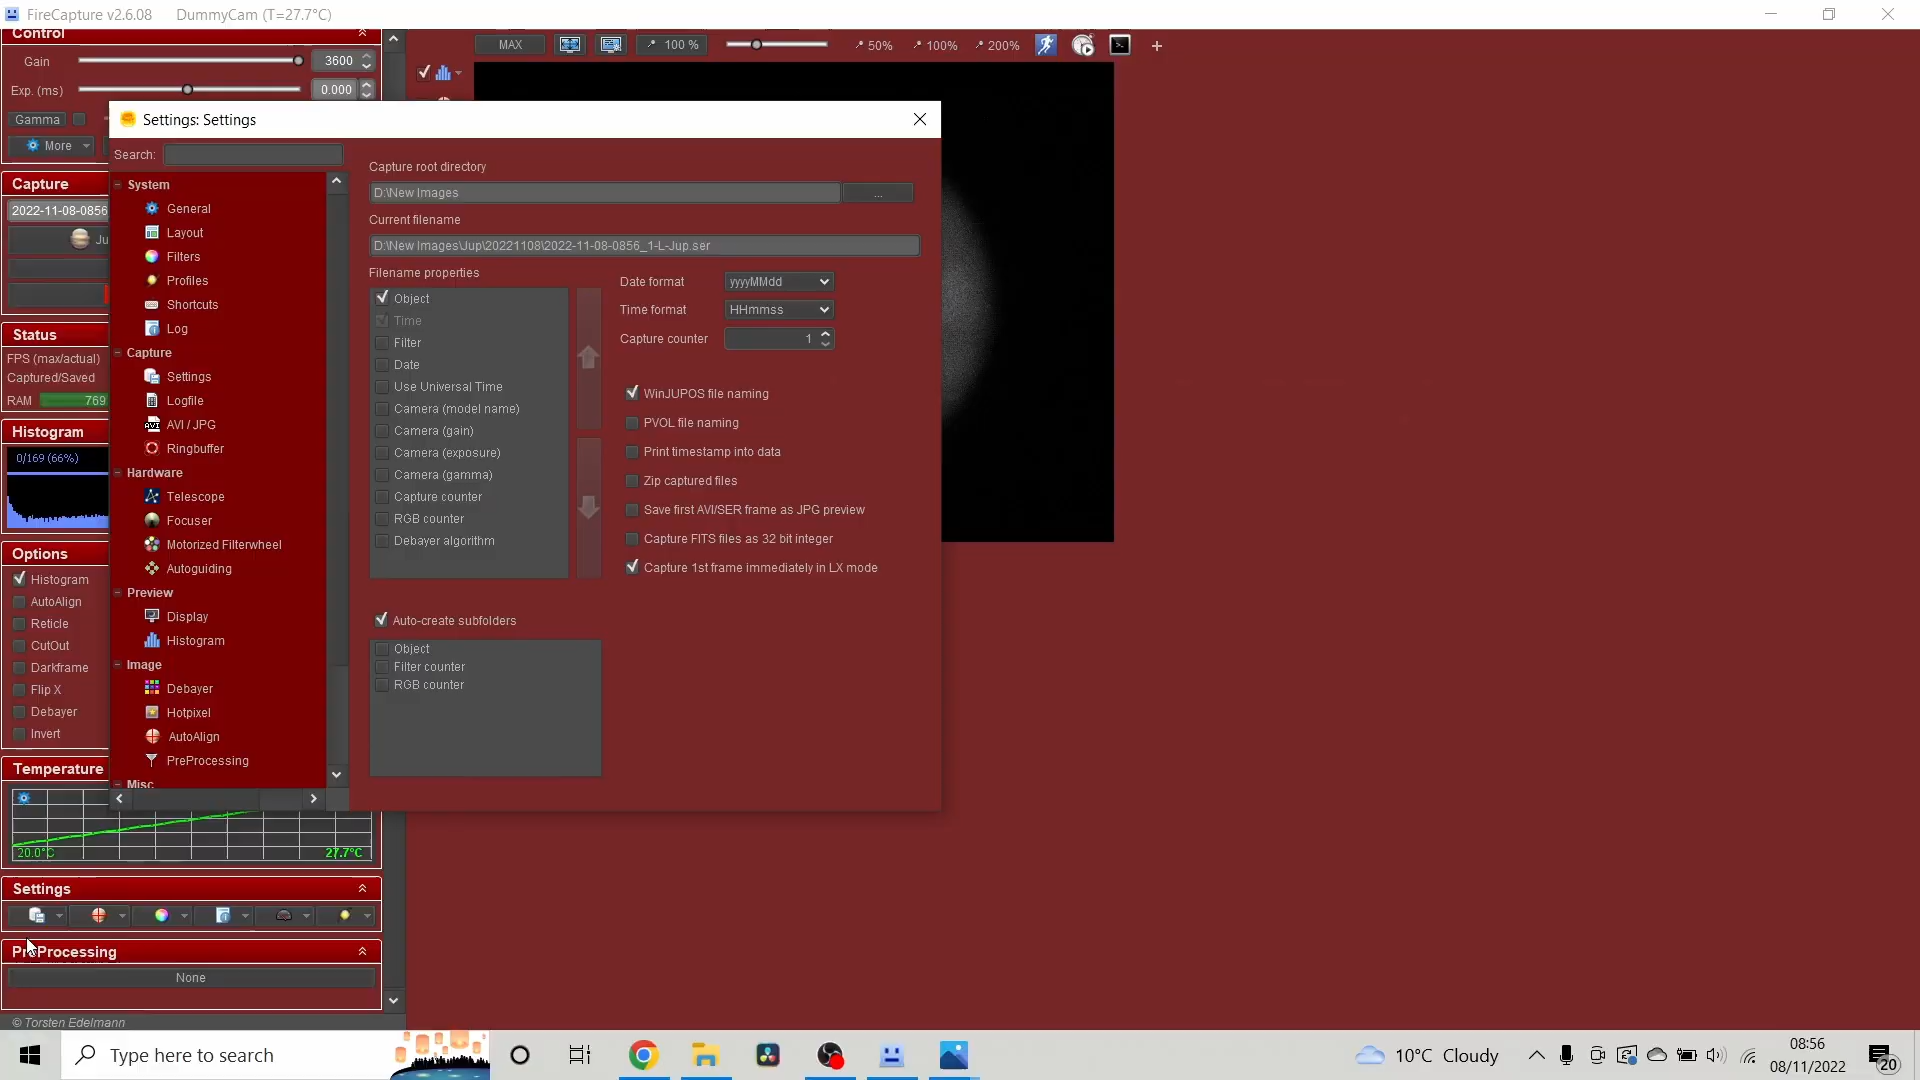 FireCapture v2.6.08 DummyCam (T=27.7°C)
Control
Gain 3600
Exp. (ms) 0.000
Gamma
More
MAX 100 % 50% 100% 200%
Capture
2022-11-08-0856
Ju
Status
FPS (max/actual)
Captured/Saved
RAM 769
Histogram
0/169 (66%)
Options
Histogram
AutoAlign
Reticle
CutOut
Darkframe
Flip X
Debayer
Invert
Temperature
20.0°C 27.7°C
Settings
PreProcessing
None
© Torsten Edelmann
Settings: Settings
Search:
System
General
Layout
Filters
Profiles
Shortcuts
Log
Capture
Settings
Logfile
AVI / JPG
Ringbuffer
Hardware
Telescope
Focuser
Motorized Filterwheel
Autoguiding
Preview
Display
Histogram
Image
Debayer
Hotpixel
AutoAlign
PreProcessing
Misc
Capture root directory
D:\New Images ...
Current filename
D:\New Images\Jup\20221108\2022-11-08-0856_1-L-Jup.ser
Filename properties
Object
Time
Filter
Date
Use Universal Time
Camera (model name)
Camera (gain)
Camera (exposure)
Camera (gamma)
Capture counter
RGB counter
Debayer algorithm
Date format yyyyMMdd
Time format HHmmss
Capture counter 1
WinJUPOS file naming
PVOL file naming
Print timestamp into data
Zip captured files
Save first AVI/SER frame as JPG preview
Capture FITS files as 32 bit integer
Capture 1st frame immediately in LX mode
Auto-create subfolders
Object
Filter counter
RGB counter
Type here to search
10°C Cloudy
08:56
08/11/2022
20